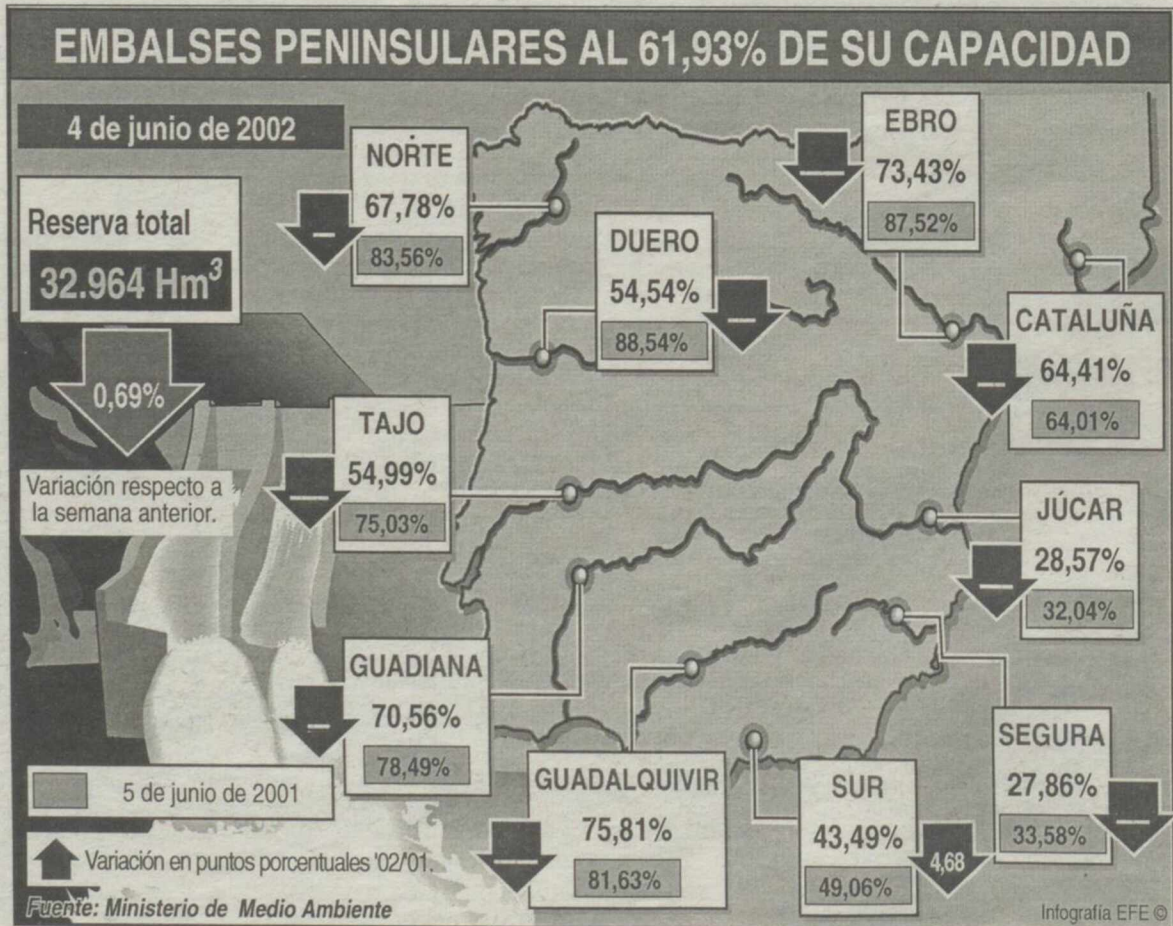 EMBALSES PENINSULARES AL 61,93% DE SU CAPACIDAD
4 de junio de 2002
Reserva total
32.964 Hm³
0,69%
Variación respecto a
la semana anterior.
NORTE
67,78%
83,56%
DUERO
54,54%
88,54%
EBRO
73,43%
87,52%
CATALUÑA
64,41%
64,01%
TAJO
54,99%
75,03%
JÚCAR
28,57%
32,04%
GUADIANA
70,56%
78,49%
GUADALQUIVIR
75,81%
81,63%
SUR
43,49%
49,06%
4,68
SEGURA
27,86%
33,58%
5 de junio de 2001
Variación en puntos porcentuales '02/'01.
Fuente: Ministerio de Medio Ambiente
Infografía EFE ©